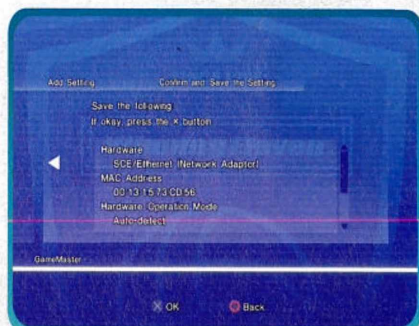 Add Setting
Confirm and Save the Setting
Save the following.
If okay, press the × button
Hardware
SCE/Ethernet (Network Adaptor)
MAC Address
00:13:15:73:CD:56
Hardware Operation Mode
Auto-detect
GameMaster
OK
Back